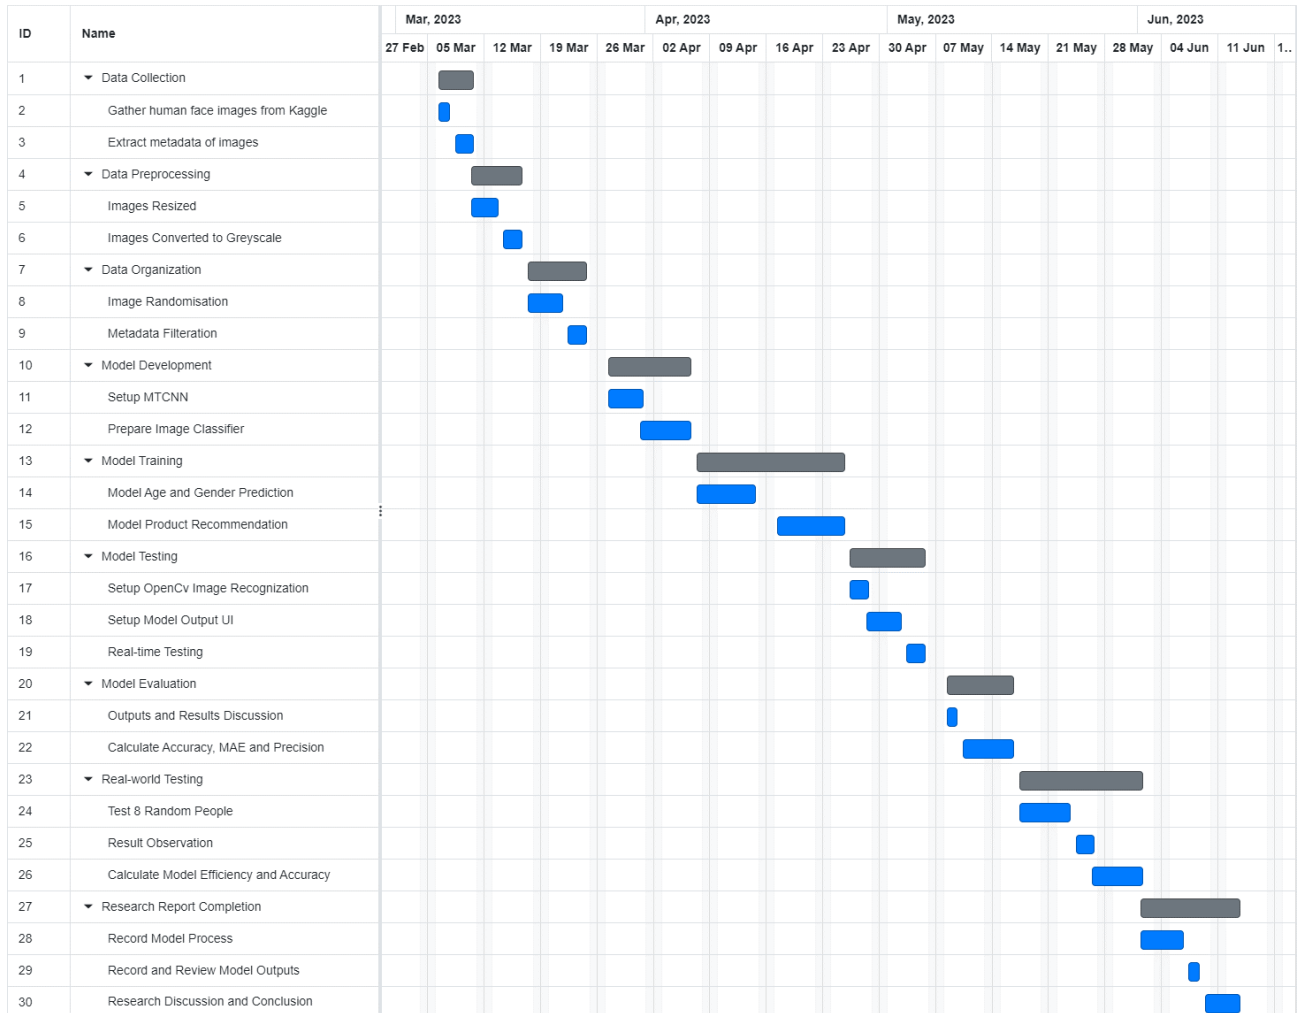 ID Name Mar, 2023 Apr, 2023 May, 2023 Jun, 2023
27 Feb 05 Mar 12 Mar 19 Mar 26 Mar 02 Apr 09 Apr 16 Apr 23 Apr 30 Apr 07 May 14 May 21 May 28 May 04 Jun 11 Jun 1..
1 Data Collection
2 Gather human face images from Kaggle
3 Extract metadata of images
4 Data Preprocessing
5 Images Resized
6 Images Converted to Greyscale
7 Data Organization
8 Image Randomisation
9 Metadata Filteration
10 Model Development
11 Setup MTCNN
12 Prepare Image Classifier
13 Model Training
14 Model Age and Gender Prediction
15 Model Product Recommendation
16 Model Testing
17 Setup OpenCv Image Recognization
18 Setup Model Output UI
19 Real-time Testing
20 Model Evaluation
21 Outputs and Results Discussion
22 Calculate Accuracy, MAE and Precision
23 Real-world Testing
24 Test 8 Random People
25 Result Observation
26 Calculate Model Efficiency and Accuracy
27 Research Report Completion
28 Record Model Process
29 Record and Review Model Outputs
30 Research Discussion and Conclusion